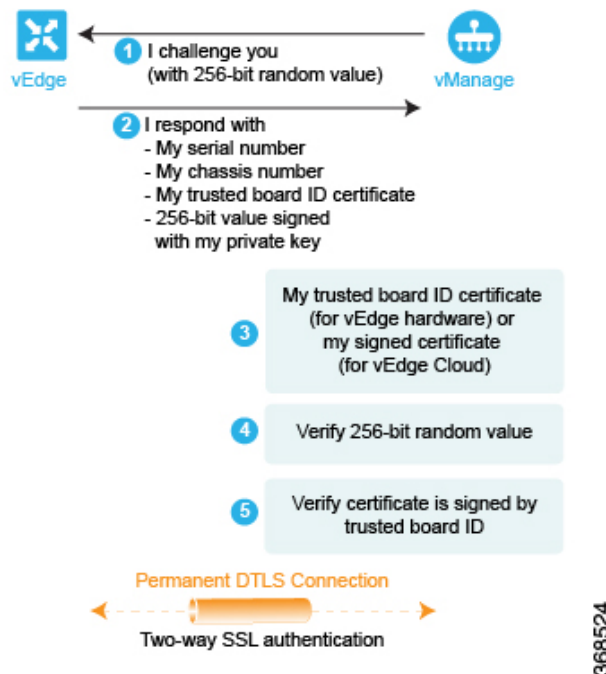 vEdge
vManage
1 I challenge you
(with 256-bit random value)
2 I respond with
- My serial number
- My chassis number
- My trusted board ID certificate
- 256-bit value signed
with my private key
3 My trusted board ID certificate
(for vEdge hardware) or
my signed certificate
(for vEdge Cloud)
4 Verify 256-bit random value
5 Verify certificate is signed by
trusted board ID
Permanent DTLS Connection
Two-way SSL authentication
368524